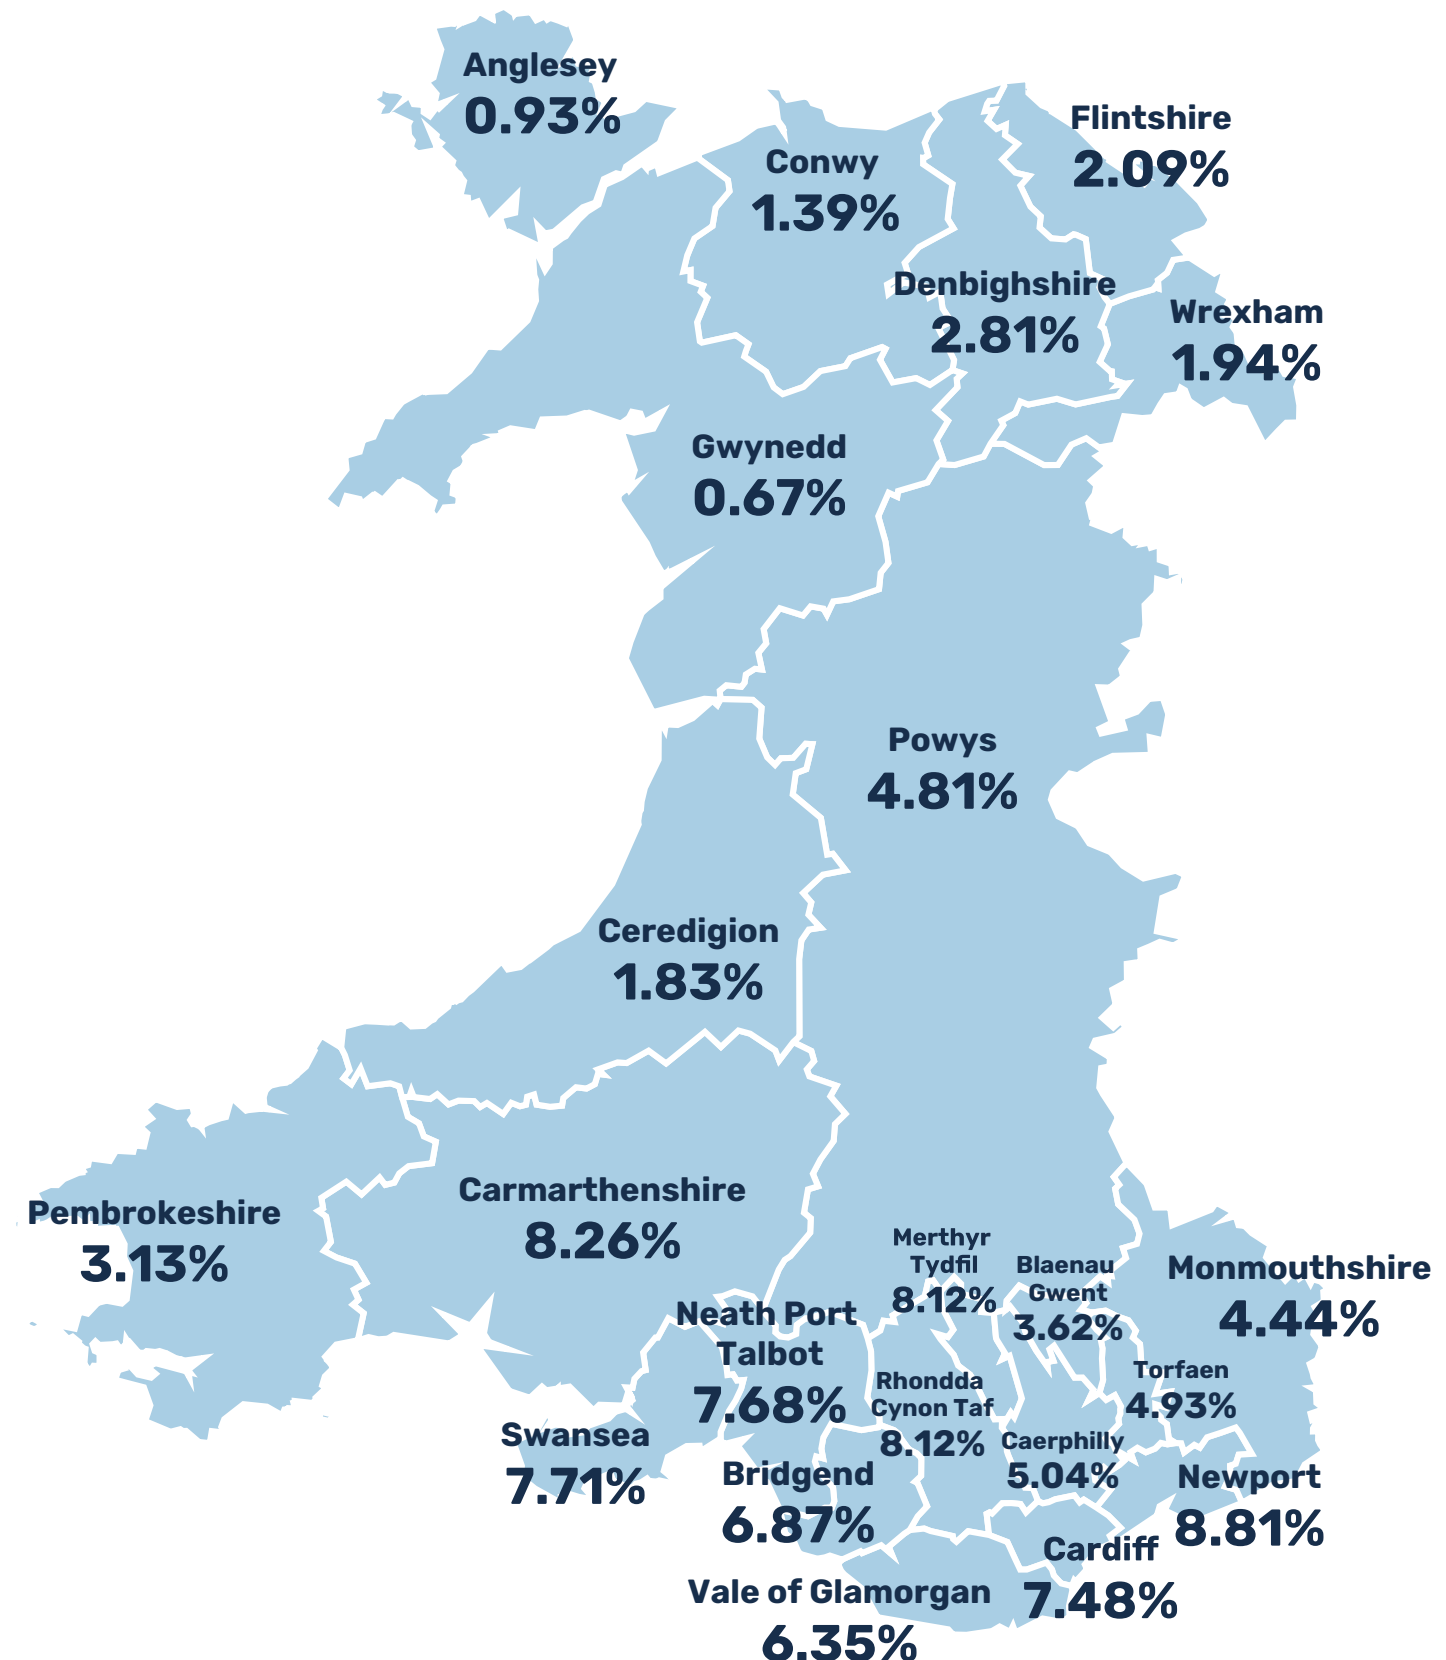 Anglesey
0.93%
Flintshire
2.09%
Conwy
1.39%
Denbighshire
2.81%
Wrexham
1.94%
Gwynedd
0.67%
Powys
4.81%
Ceredigion
1.83%
Carmarthenshire
8.26%
Pembrokeshire
3.13%
Merthyr
Tydfil
8.12%
Blaenau
Gwent
3.62%
Monmouthshire
4.44%
Neath Port
Talbot
7.68%
Rhondda
Cynon Taf
8.12%
Torfaen
4.93%
Swansea
7.71%
Caerphilly
5.04%
Bridgend
6.87%
Newport
8.81%
Cardiff
7.48%
Vale of Glamorgan
6.35%